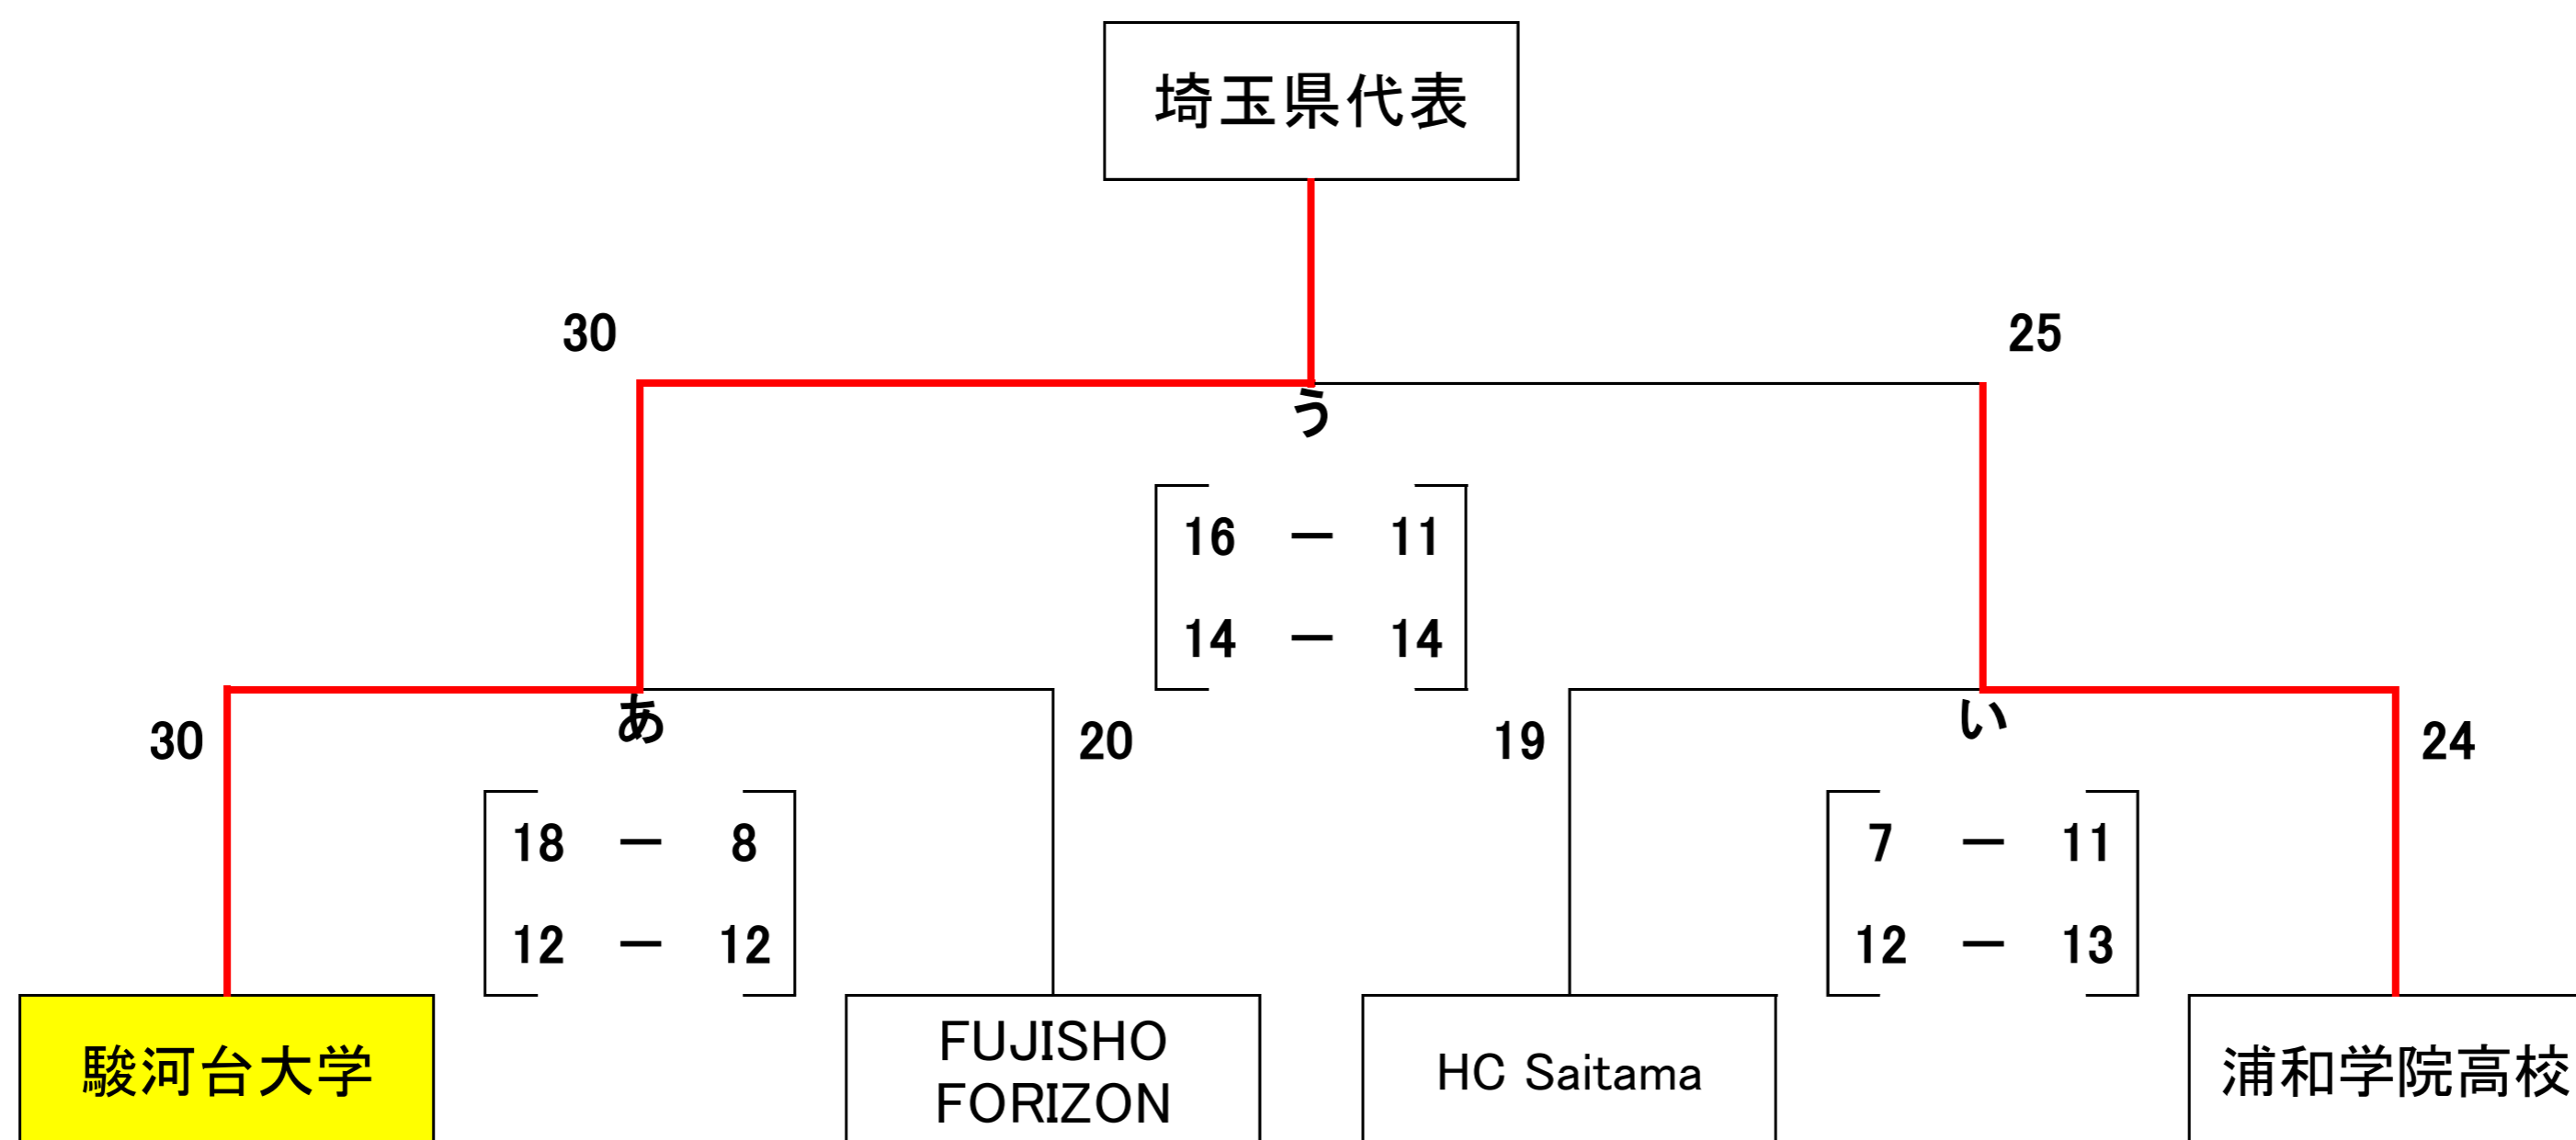 埼玉県代表
30
25
う
16 ー 11
14 ー 14
30
あ
20
19
い
24
18 ー 8
7 ー 11
12 ー 12
12 ー 13
駿河台大学
FUJISHO
FORIZON
HC Saitama
浦和学院高校